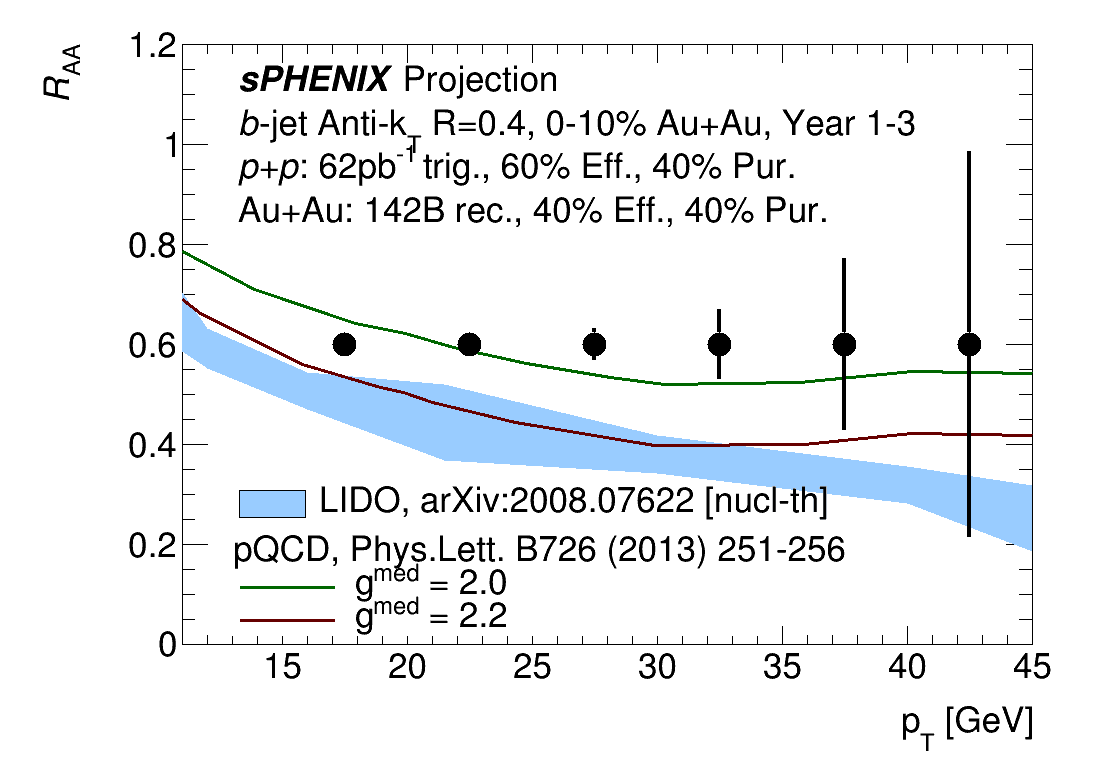 R_AA
1.2
1
0.8
0.6
0.4
0.2
0
sPHENIX Projection
b-jet Anti-k_T R=0.4, 0-10% Au+Au, Year 1-3
p+p: 62pb^-1 trig., 60% Eff., 40% Pur.
Au+Au: 142B rec., 40% Eff., 40% Pur.
LIDO, arXiv:2008.07622 [nucl-th]
pQCD, Phys.Lett. B726 (2013) 251-256
g^med = 2.0
g^med = 2.2
15 20 25 30 35 40 45
p_T [GeV]